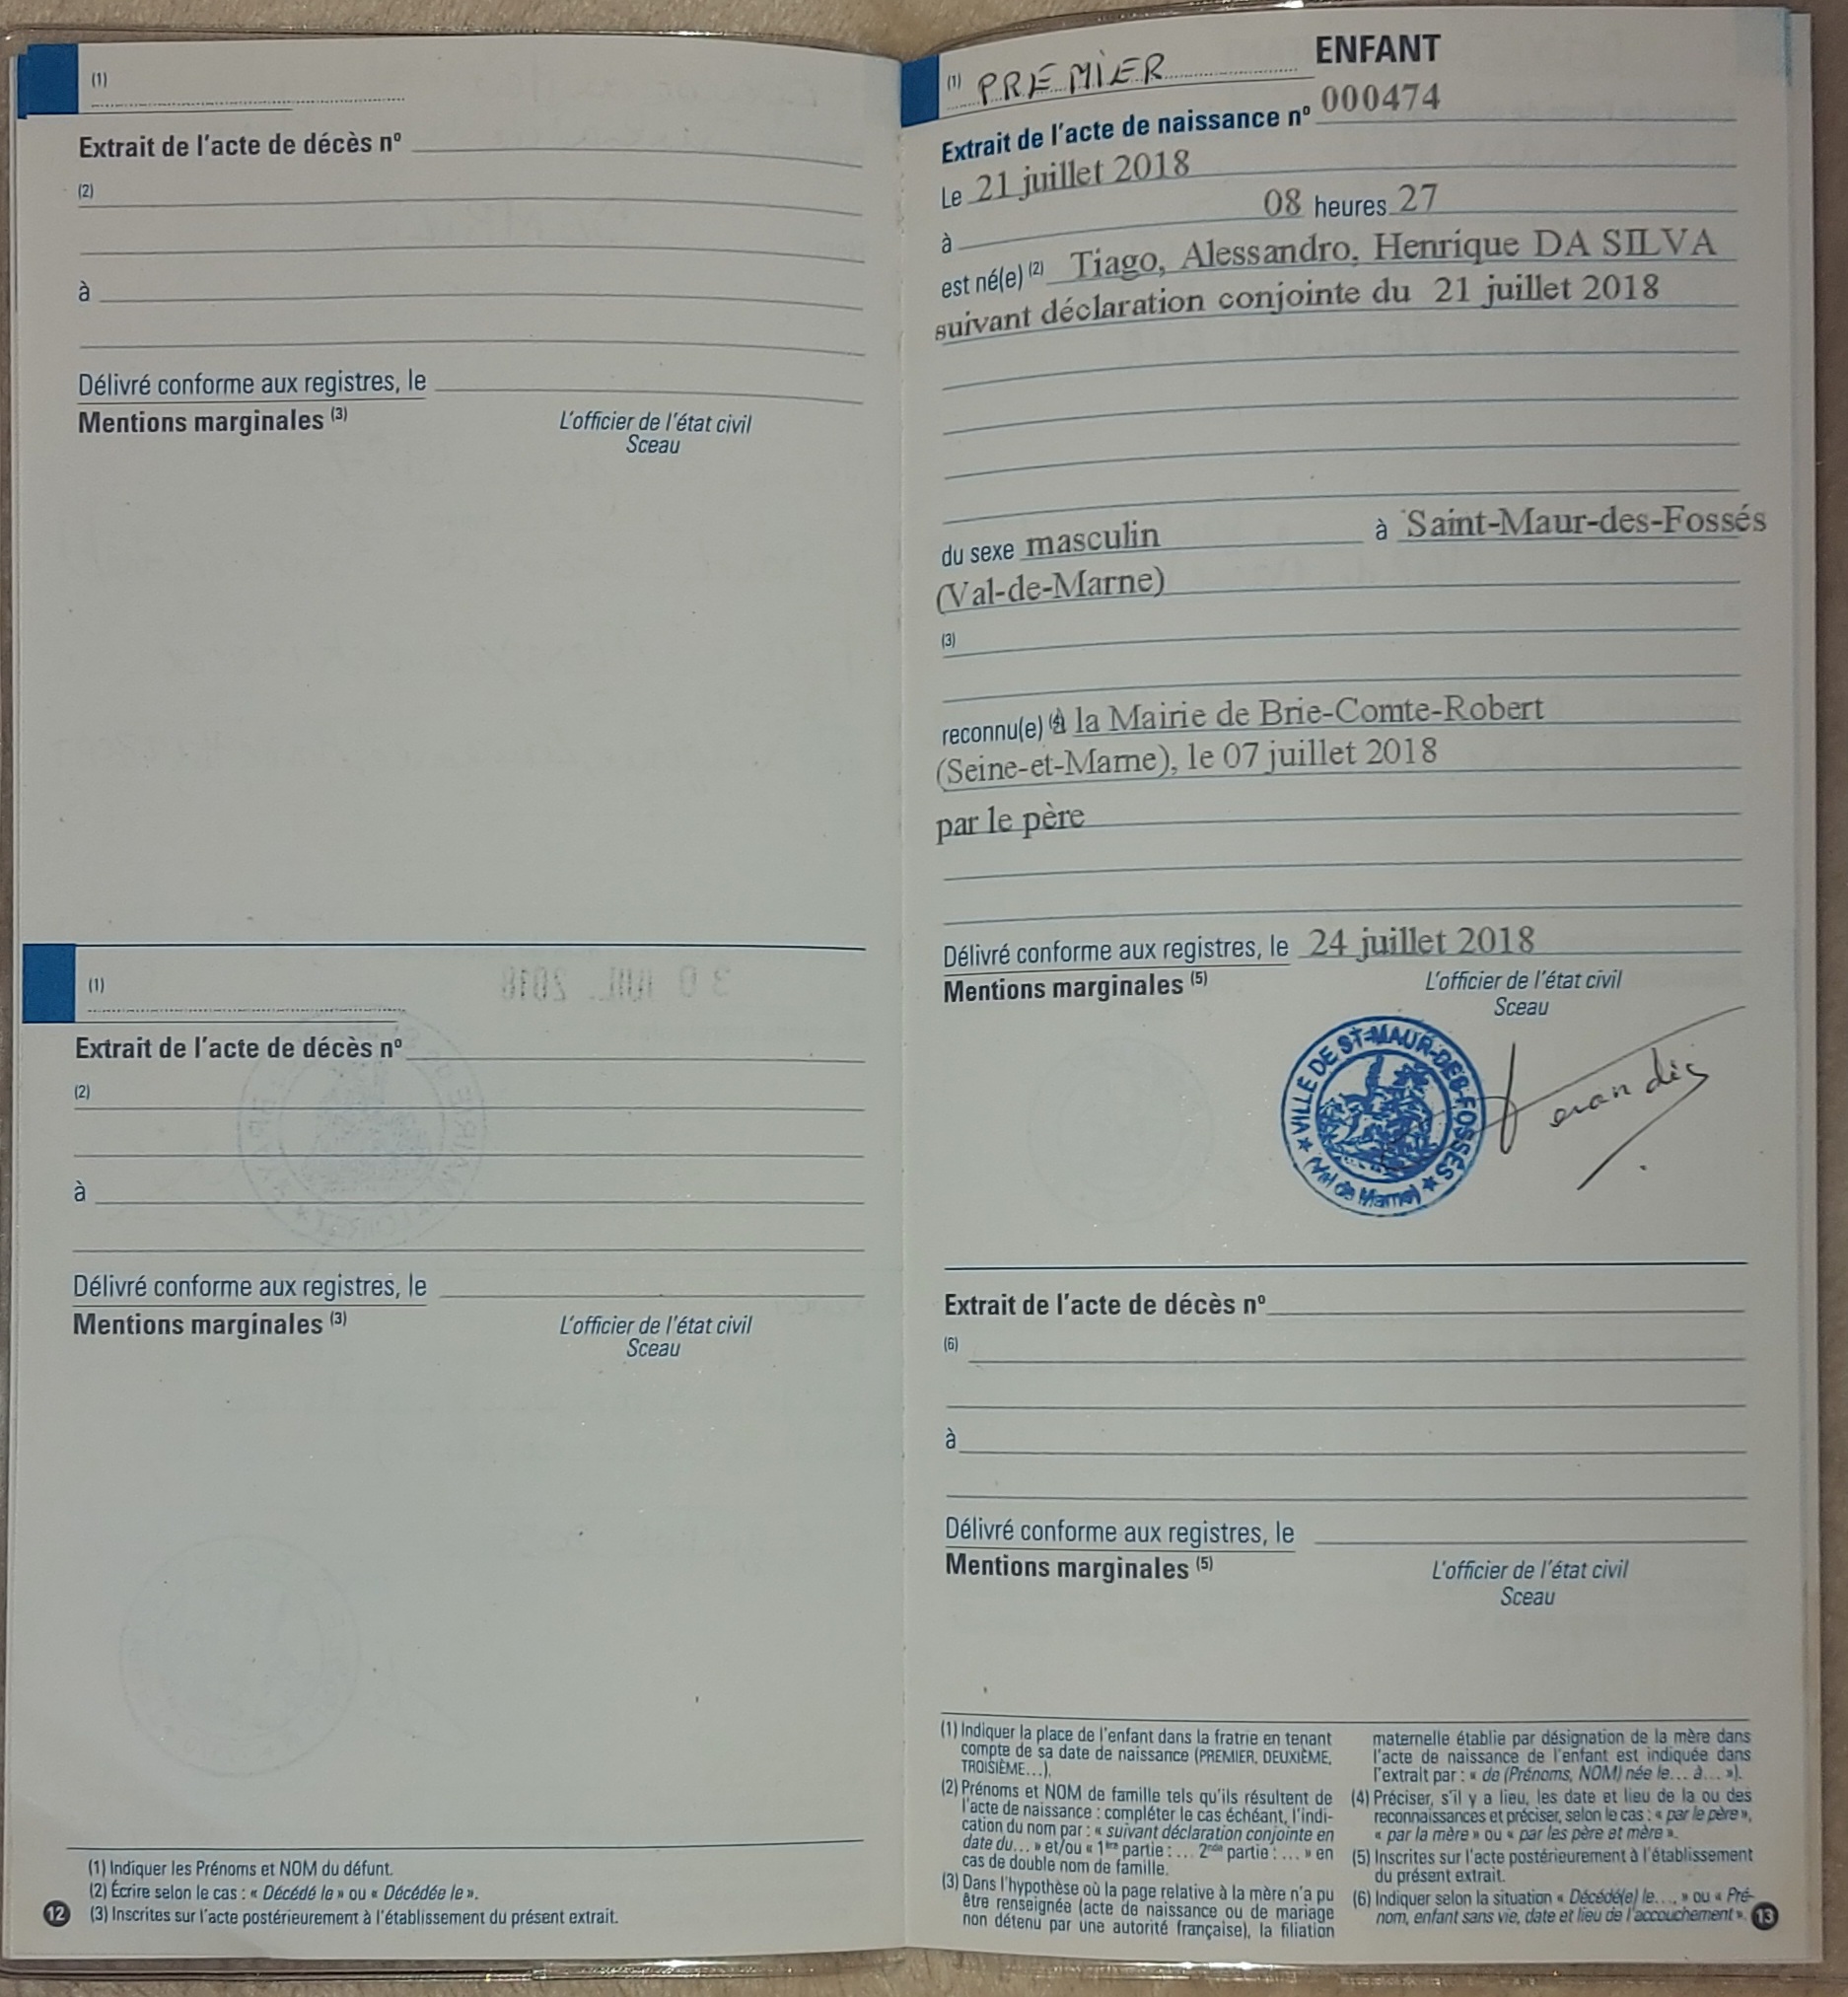 (1)
Extrait de l'acte de décès nº
(2)
à
Délivré conforme aux registres, le
Mentions marginales (3)
L'officier de l'état civil
Sceau
(1)
30 JUIL. 2018
Extrait de l'acte de décès nº
(2)
à
Délivré conforme aux registres, le
Mentions marginales (3)
L'officier de l'état civil
Sceau
(1) Indiquer les Prénoms et NOM du défunt.
(2) Écrire selon le cas : « Décédé le » ou « Décédée le ».
(3) Inscrites sur l'acte postérieurement à l'établissement du présent extrait.
12
(1) PREMIER ENFANT
Extrait de l'acte de naissance nº 000474
Le 21 juillet 2018
à 08 heures 27
est né(e) (2) Tiago, Alessandro, Henrique DA SILVA
suivant déclaration conjointe du 21 juillet 2018
du sexe masculin à Saint-Maur-des-Fossés
(Val-de-Marne)
(3)
reconnu(e) à la Mairie de Brie-Comte-Robert
(Seine-et-Marne), le 07 juillet 2018
par le père
Délivré conforme aux registres, le 24 juillet 2018
Mentions marginales (5)
L'officier de l'état civil
Sceau
VILLE DE ST-MAUR-DES-FOSSÉS
(Val de Marne)
Extrait de l'acte de décès nº
(6)
à
Délivré conforme aux registres, le
Mentions marginales (5)
L'officier de l'état civil
Sceau
(1) Indiquer la place de l'enfant dans la fratrie en tenant
compte de sa date de naissance (PREMIER, DEUXIÈME,
TROISIÈME...).
(2) Prénoms et NOM de famille tels qu'ils résultent de
l'acte de naissance : compléter le cas échéant, l'indi-
cation du nom par : « suivant déclaration conjointe en
date du... » et/ou « 1ère partie : ... 2nde partie : ... » en
cas de double nom de famille.
(3) Dans l'hypothèse où la page relative à la mère n'a pu
être renseignée (acte de naissance ou de mariage
non détenu par une autorité française), la filiation
maternelle établie par désignation de la mère dans
l'acte de naissance de l'enfant est indiquée dans
l'extrait par : « de (Prénoms, NOM) née le... à... »).
(4) Préciser, s'il y a lieu, les date et lieu de la ou des
reconnaissances et préciser, selon le cas : « par le père »,
« par la mère » ou « par les père et mère ».
(5) Inscrites sur l'acte postérieurement à l'établissement
du présent extrait.
(6) Indiquer selon la situation « Décédé(e) le..., » ou « Pré-
nom, enfant sans vie, date et lieu de l'accouchement ».
13